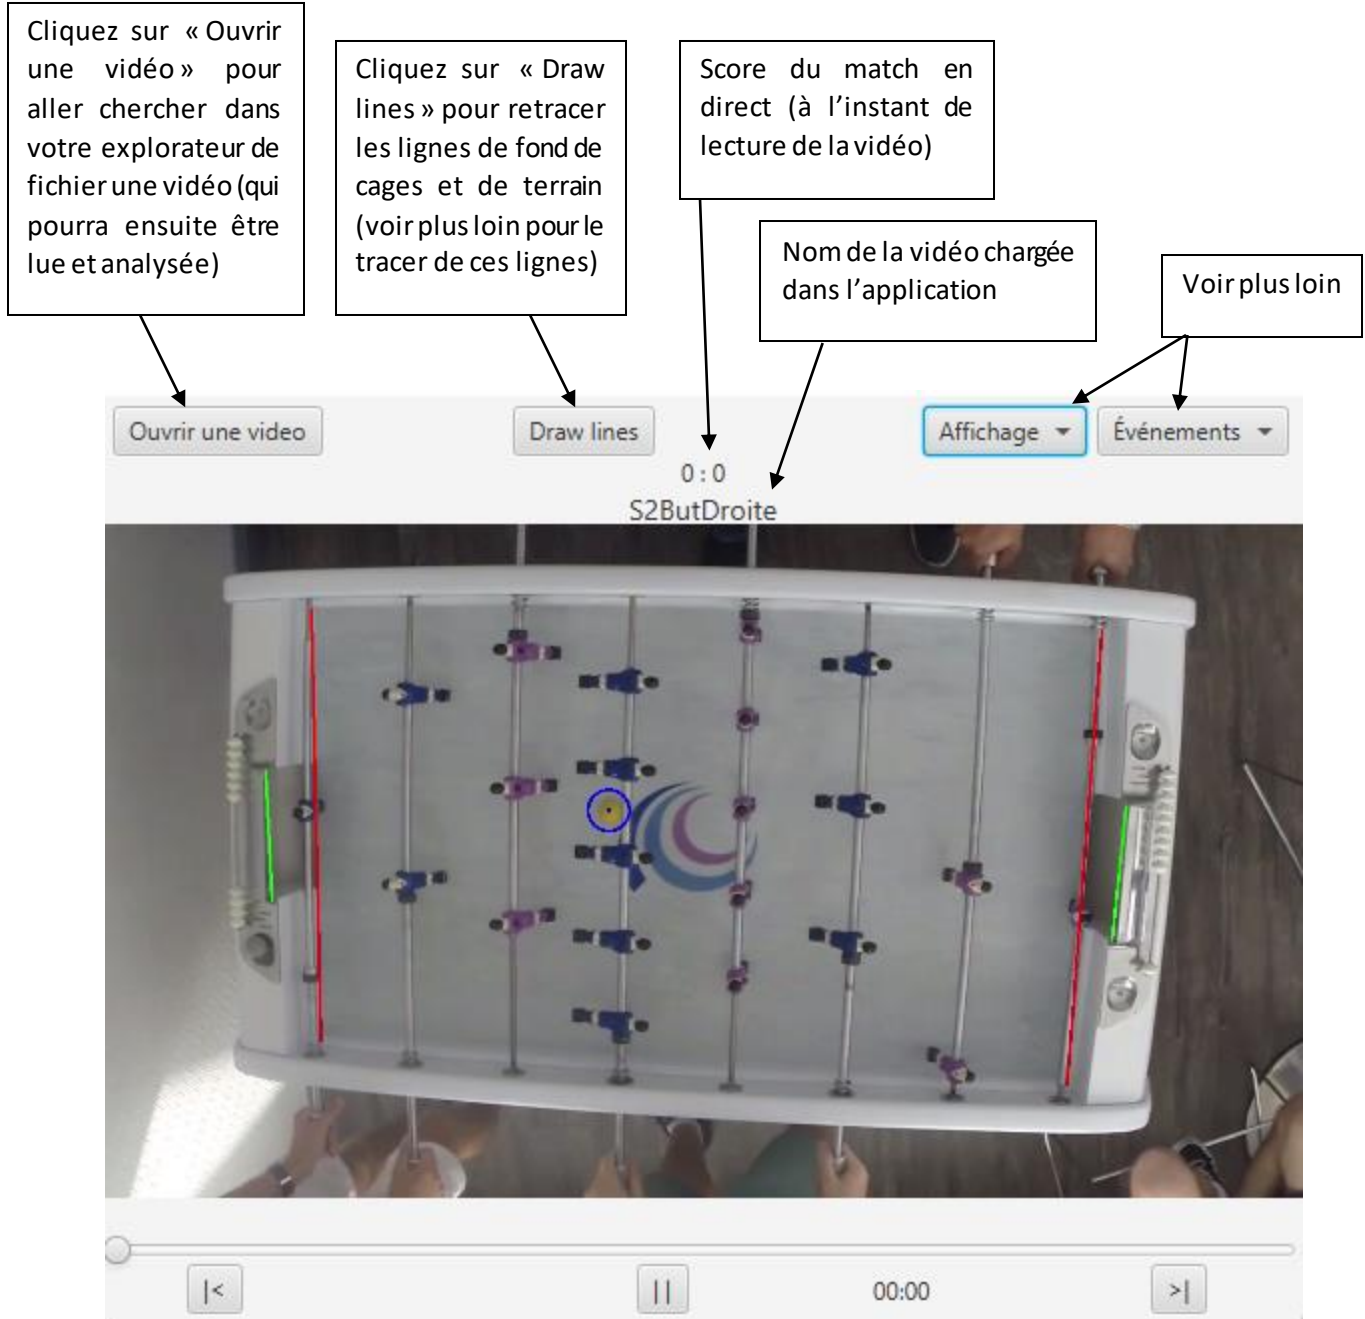 Cliquez sur « Ouvrir
une vidéo » pour
aller chercher dans
votre explorateur de
fichier une vidéo (qui
pourra ensuite être
lue et analysée)
Cliquez sur « Draw
lines » pour retracer
les lignes de fond de
cages et de terrain
(voir plus loin pour le
tracer de ces lignes)
Score du match en
direct (à l’instant de
lecture de la vidéo)
Nom de la vidéo chargée
dans l’application
Voir plus loin
Ouvrir une video
Draw lines
Affichage
Événements
0 : 0
S2ButDroite
|<
||
00:00
>|